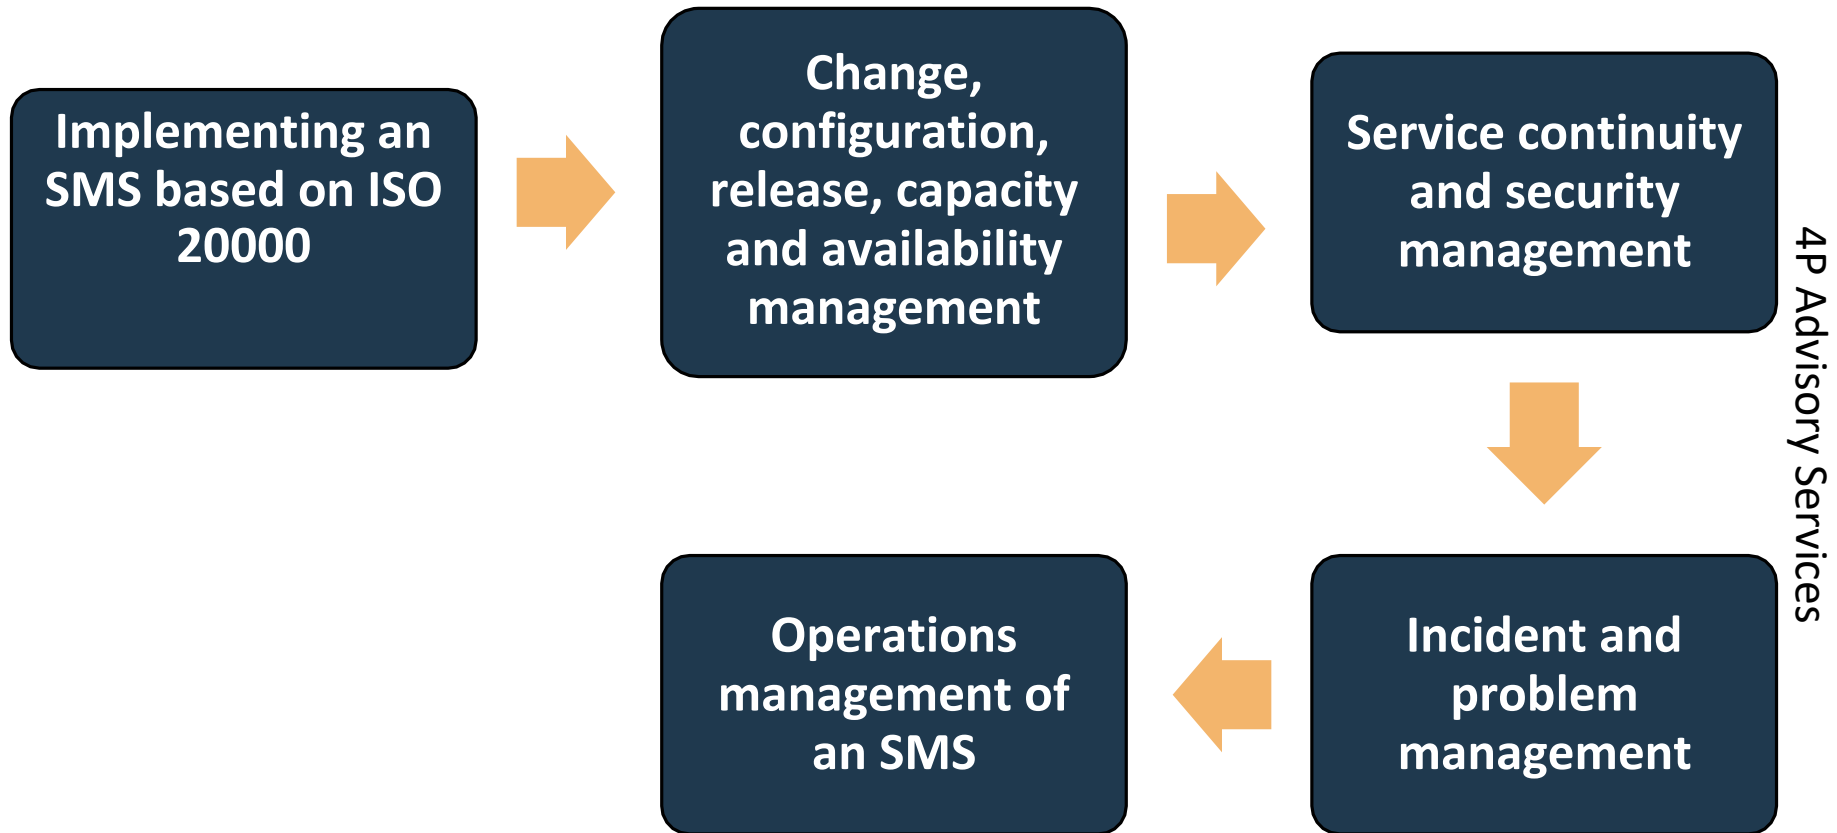 Implementing an
SMS based on ISO
20000
Change,
configuration,
release, capacity
and availability
management
Service continuity
and security
management
Incident and
problem
management
Operations
management of
an SMS
4P Advisory Services